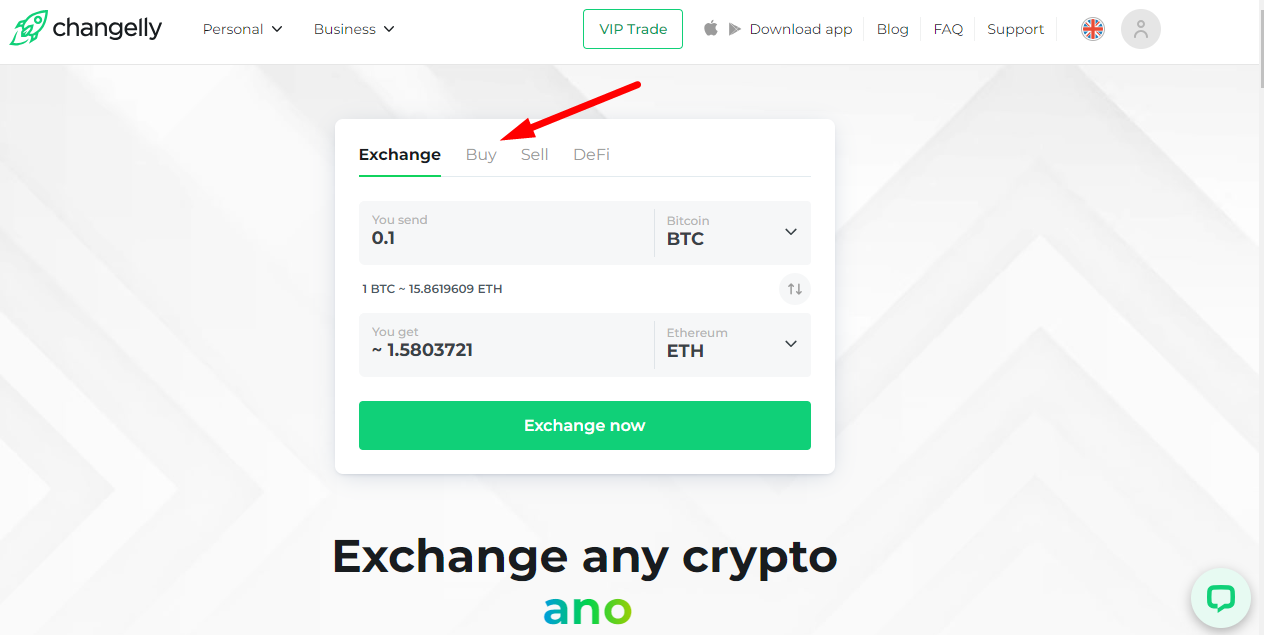 changelly
Personal Business VIP Trade Download app Blog FAQ Support
Exchange Buy Sell DeFi
You send
0.1
Bitcoin
BTC
1 BTC ~ 15.8619609 ETH
You get
~ 1.5803721
Ethereum
ETH
Exchange now
Exchange any crypto
ano